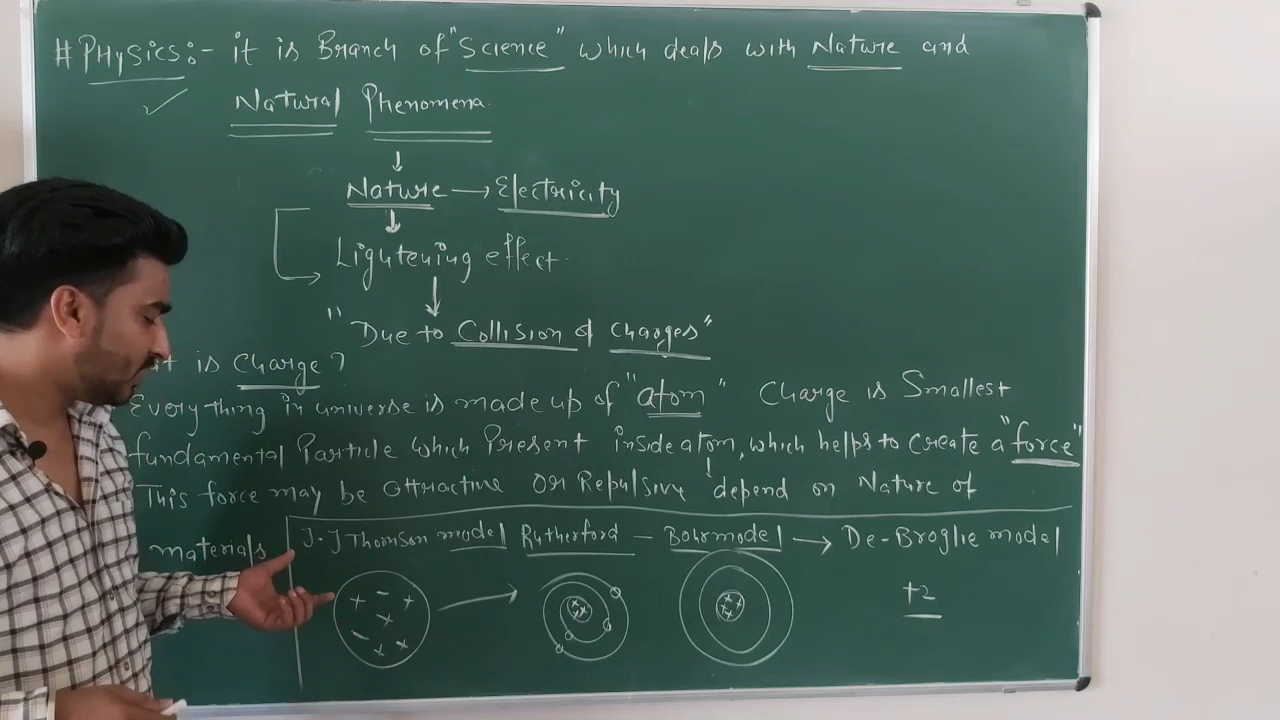 # PHYSICS:- it is Branch of "Science" which deals with Nature and
Natural Phenomena.
Nature → Electricity
Lightening effect.
"Due to Collision of Charges"
is Charge?
Everything in universe is made up of "atom" Charge is Smallest
fundamental Particle which Present inside atom, which helps to create a "force"
This force may be attractive OR Repulsive depend on Nature of
materials
J.J Thomson model Rutherford – Bohr model → De-Broglie model
+2